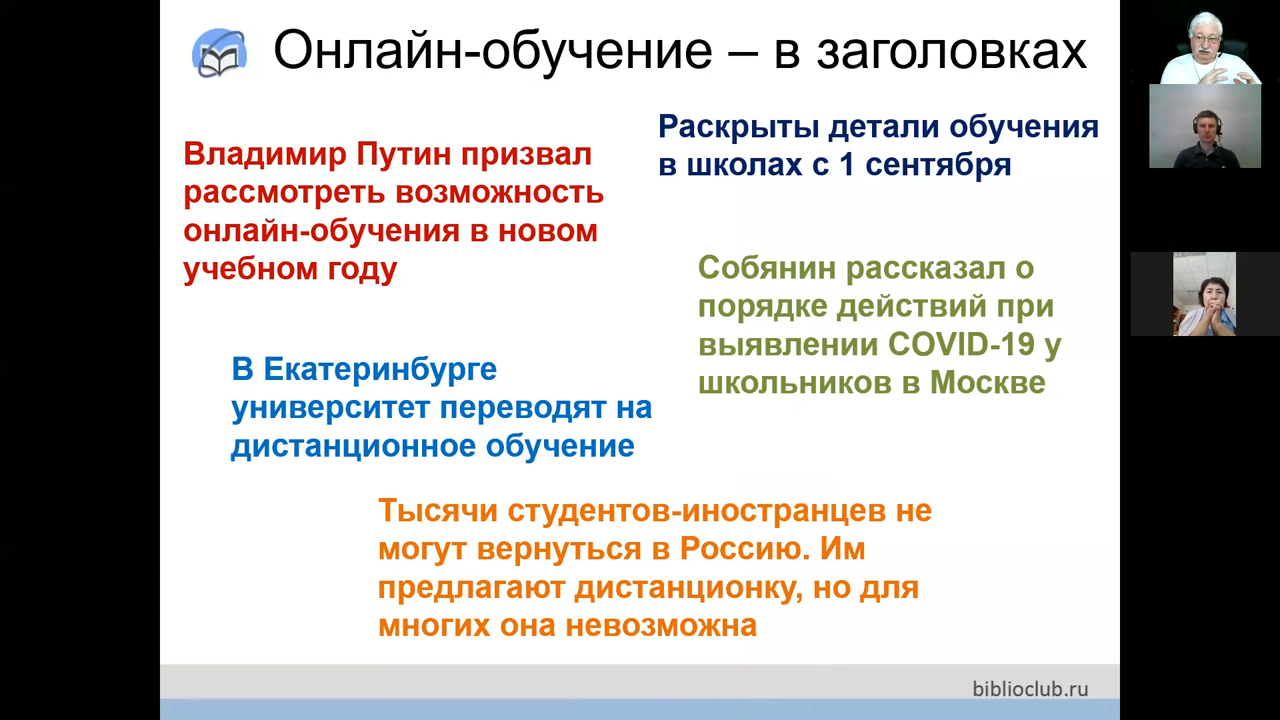 Онлайн-обучение – в заголовках
Владимир Путин призвал
рассмотреть возможность
онлайн-обучения в новом
учебном году
Раскрыты детали обучения
в школах с 1 сентября
Собянин рассказал о
порядке действий при
выявлении COVID-19 у
школьников в Москве
В Екатеринбурге
университет переводят на
дистанционное обучение
Тысячи студентов-иностранцев не
могут вернуться в Россию. Им
предлагают дистанционку, но для
многих она невозможна
biblioclub.ru